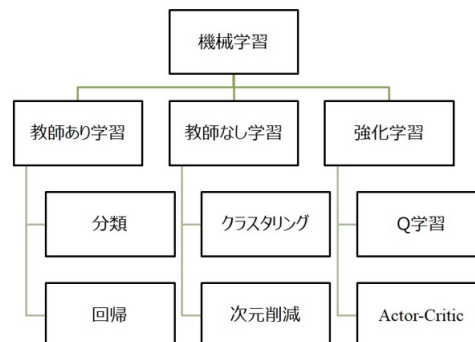 機械学習
教師あり学習
教師なし学習
強化学習
分類
クラスタリング
Q学習
回帰
次元削減
Actor-Critic